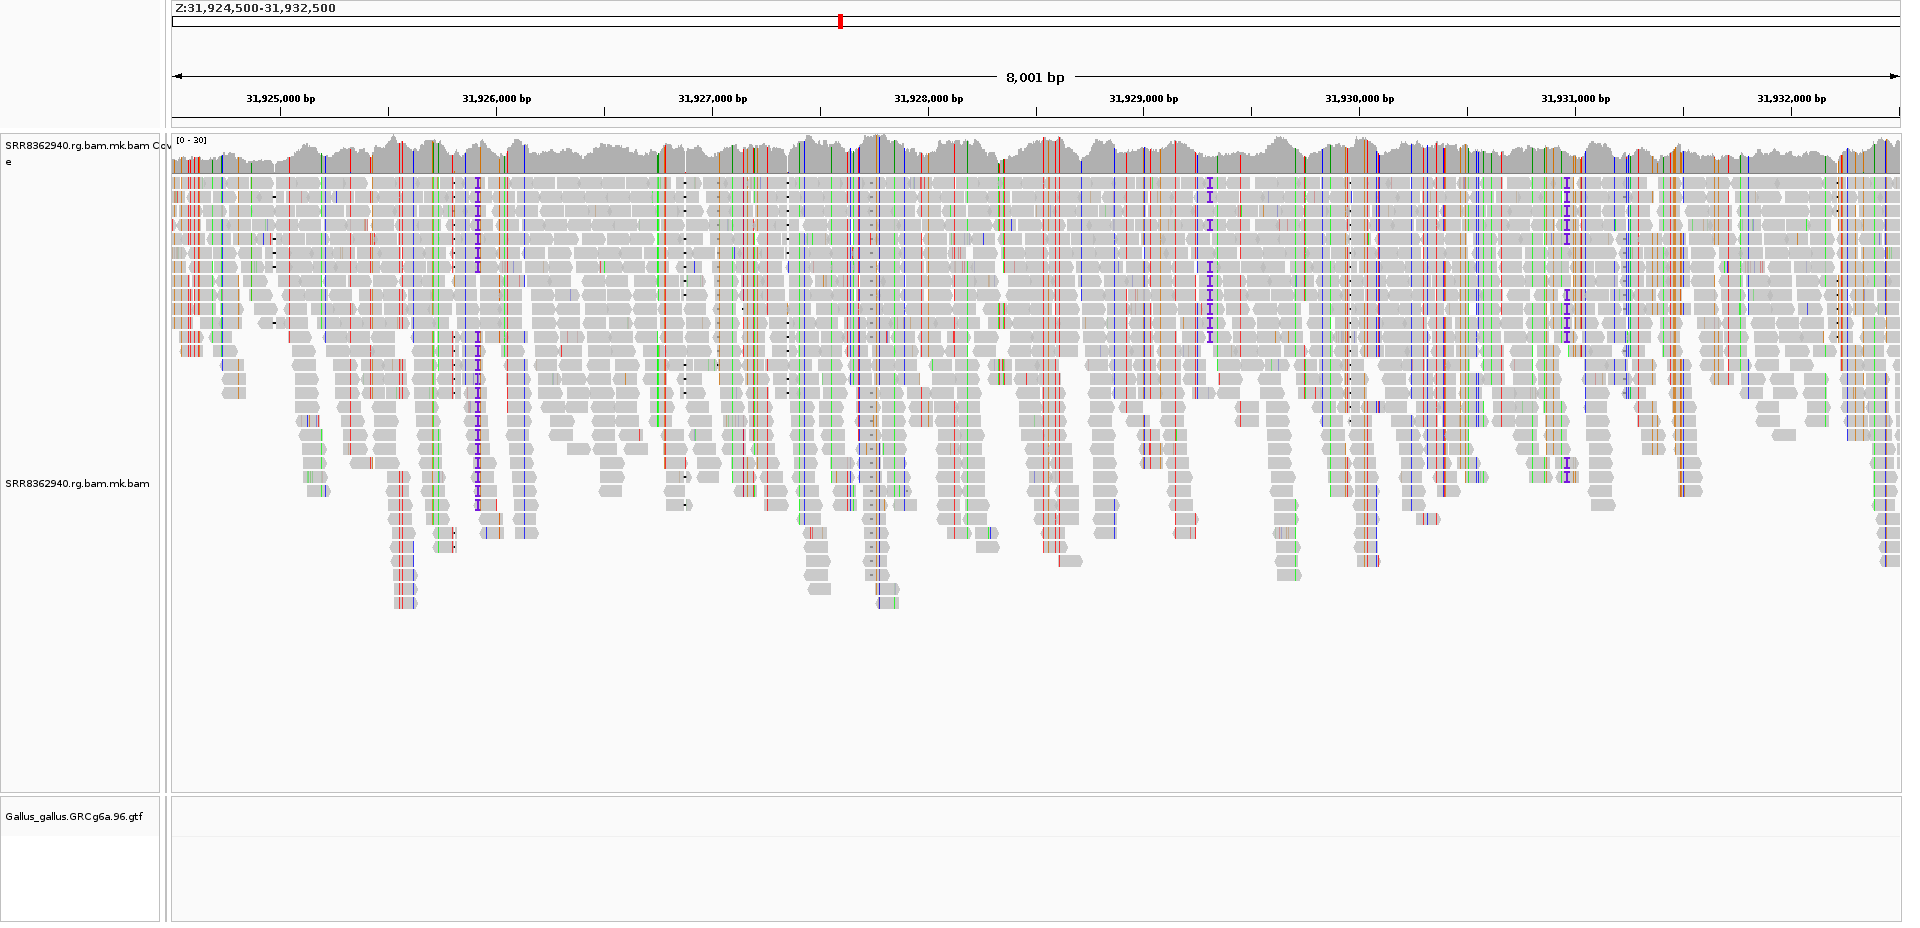 Z:31,924,500-31,932,500
8,001 bp
31,925,000 bp 31,926,000 bp 31,927,000 bp 31,928,000 bp 31,929,000 bp 31,930,000 bp 31,931,000 bp 31,932,000 bp
[0 - 30]
SRR8362940.rg.bam.mk.bam Cov
e
SRR8362940.rg.bam.mk.bam
Gallus_gallus.GRCg6a.96.gtf